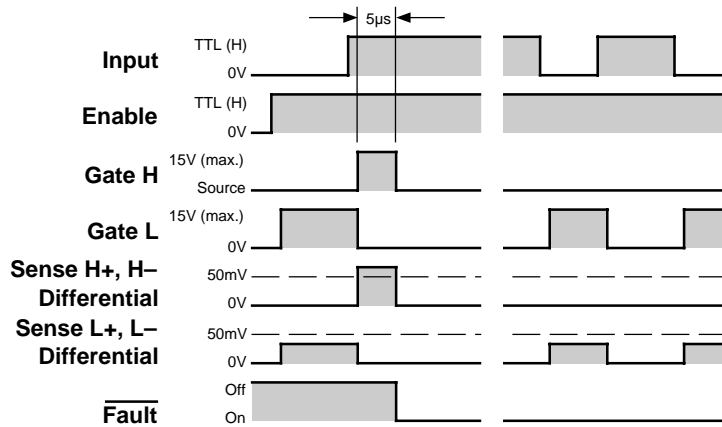 5µs
TTL (H)
Input
0V
TTL (H)
Enable
0V
15V (max.)
Gate H
Source
15V (max.)
Gate L
0V
Sense H+, H–
50mV
Differential
0V
Sense L+, L–
50mV
Differential
0V
Off
Fault
On